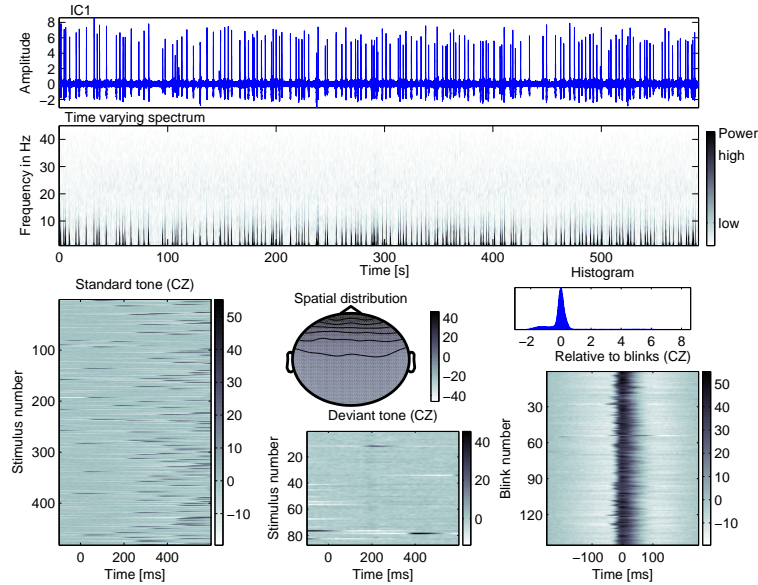 IC1
Amplitude
8
6
4
2
0
−2
Time varying spectrum
Frequency in Hz
40
30
20
10
0 100 200 300 400 500
Time [s]
Power
high
low
Standard tone (CZ)
Stimulus number
100
200
300
400
0 200 400
Time [ms]
50
40
30
20
10
0
−10
Spatial distribution
40
20
0
−20
−40
Deviant tone (CZ)
Stimulus number
20
40
60
80
0 200 400
Time [ms]
40
30
20
10
0
Histogram
−2 0 2 4 6 8
Relative to blinks (CZ)
Blink number
30
60
90
120
−100 0 100
Time [ms]
50
40
30
20
10
0
−10